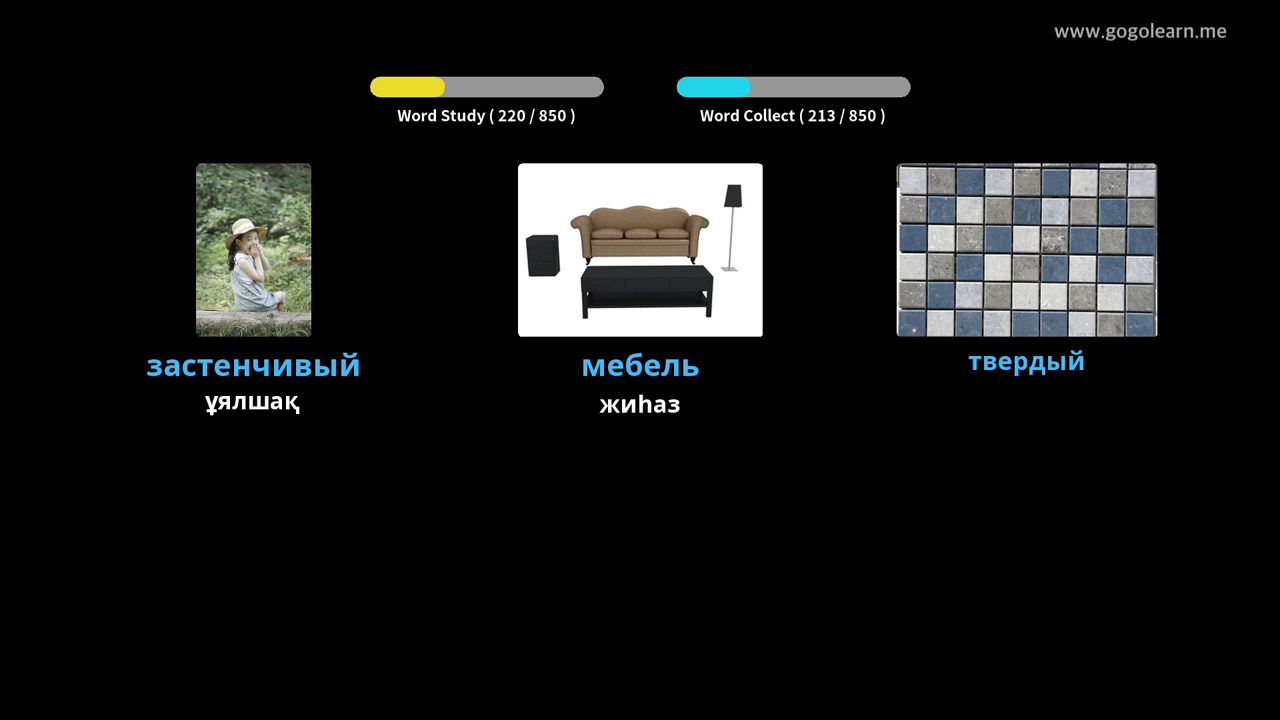 www.gogolearn.me
Word Study ( 220 / 850 )
Word Collect ( 213 / 850 )
застенчивый
ұялшақ
мебель
жиһаз
твердый